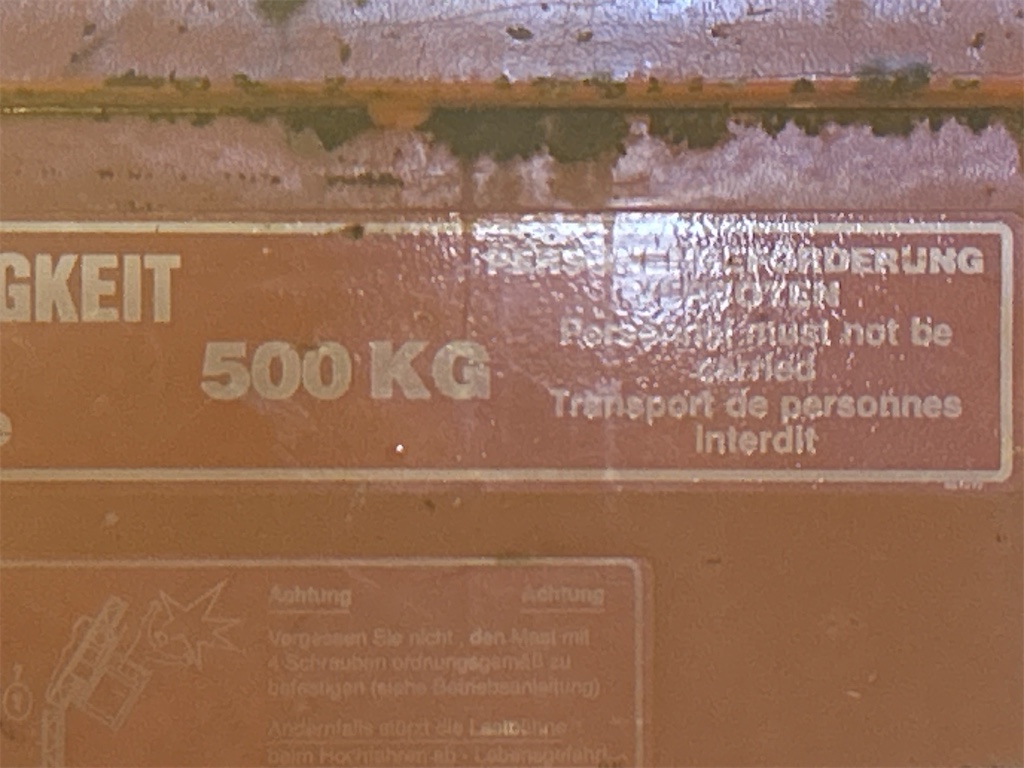 GKEIT
500 KG
PERSONENBEFÖRDERUNG
VERBOTEN
Personnel must not be
carried
Transport de personnes
interdit
e
Achtung Achtung
Vergessen Sie nicht, den Mast mit
4 Schrauben ordnungsgemäß zu
befestigen (siehe Betriebsanleitung)
Andernfalls stürzt die Lastbühne
beim Hochfahren ab - Lebensgefahr!